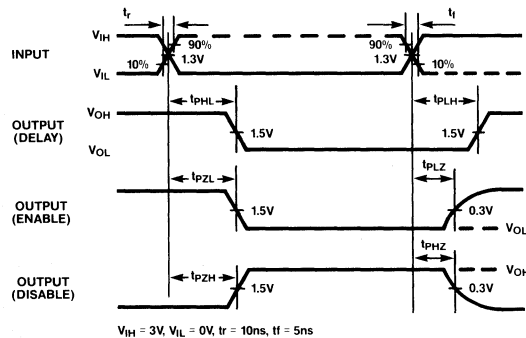 tr
tf
VIH
90%
90%
INPUT
1.3V
1.3V
10%
10%
VIL
tPHL
tPLH
VOH
OUTPUT
(DELAY)
1.5V
1.5V
VOL
tPZL
tPLZ
OUTPUT
(ENABLE)
1.5V
0.3V
VOL
tPHZ
VOH
OUTPUT
(DISABLE)
tPZH
1.5V
0.3V
VIH = 3V, VIL = 0V, tr = 10ns, tf = 5ns